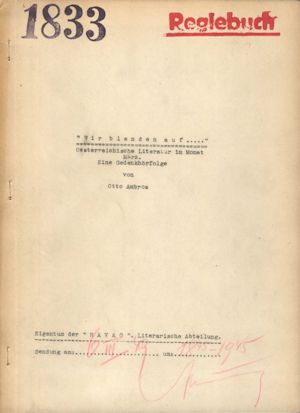 1833
Reglebuch
"Wir blenden auf....."
Oesterreichische Literatur im Monat
März.
Eine Gedenkhörfolge
von
Otto Ambros
Eigentum der "RAVAG", Literarische Abteilung.
Sendung am: um: